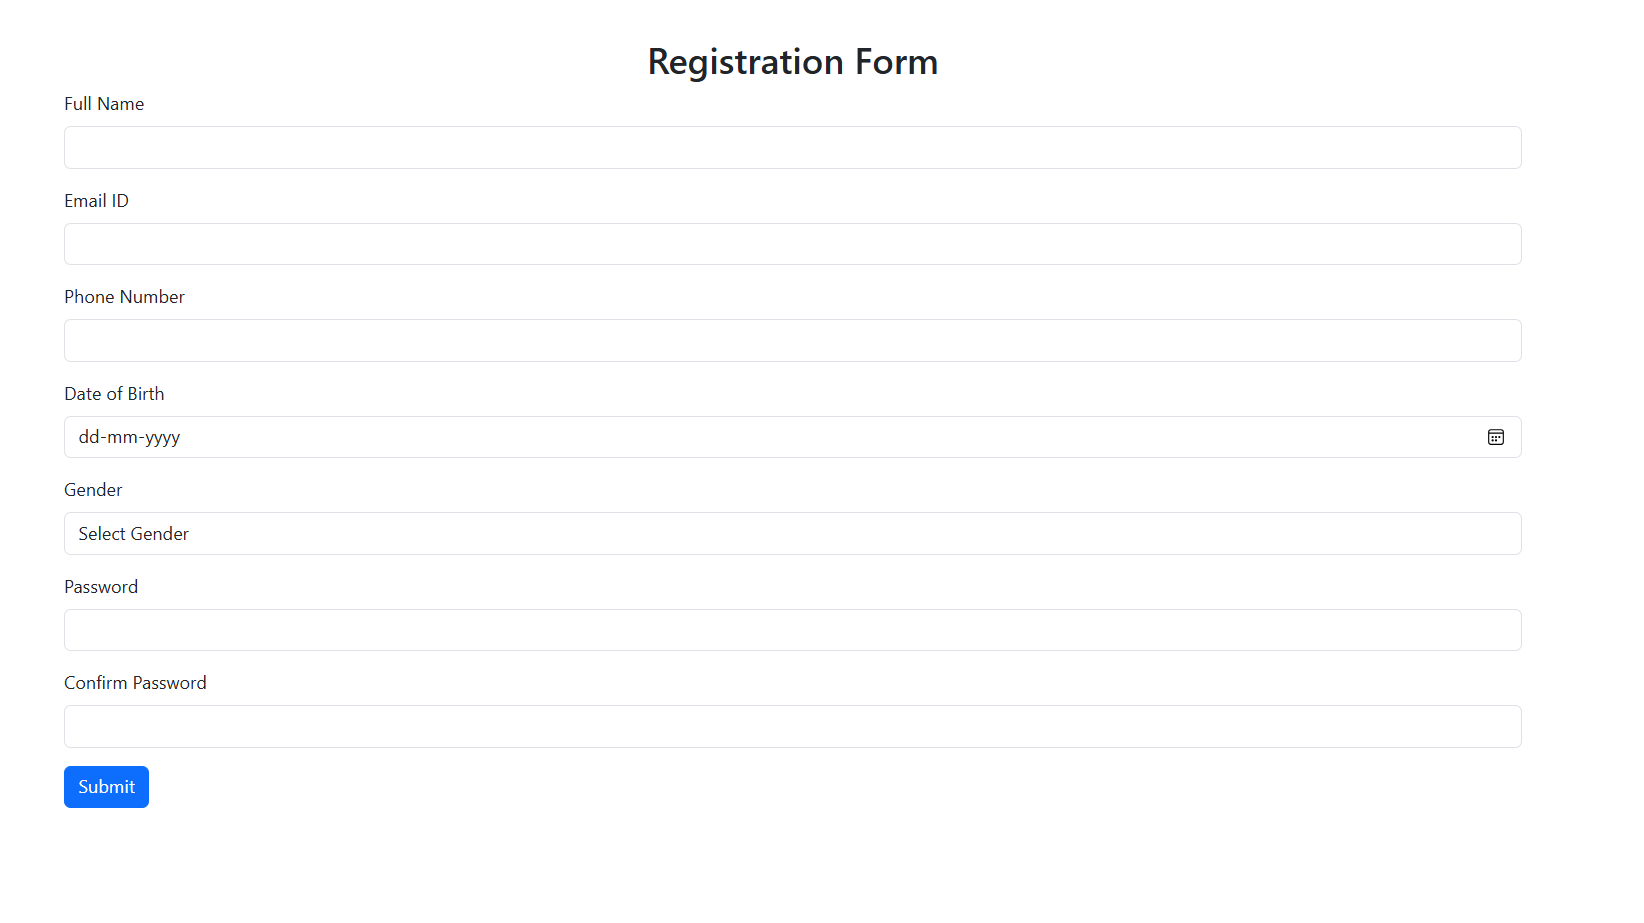 Registration Form
Full Name
Email ID
Phone Number
Date of Birth
dd-mm-yyyy
Gender
Select Gender
Password
Confirm Password
Submit